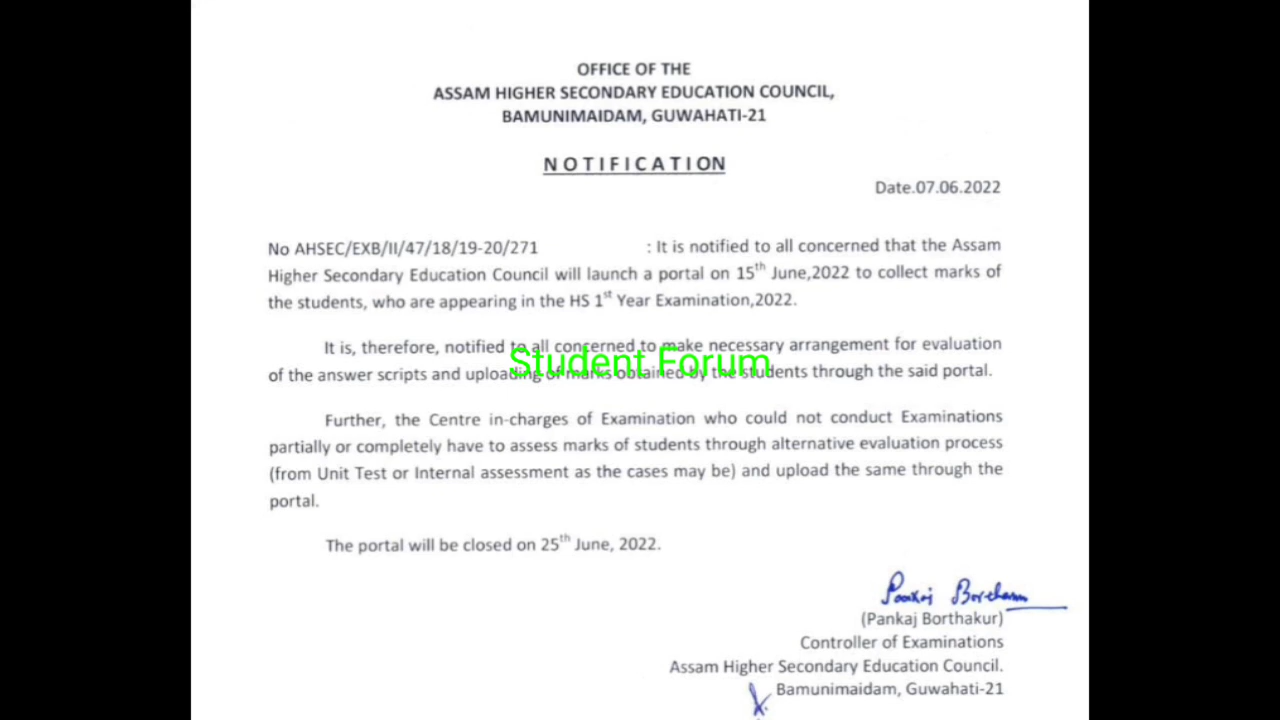 OFFICE OF THE
ASSAM HIGHER SECONDARY EDUCATION COUNCIL,
BAMUNIMAIDAM, GUWAHATI-21
NOTIFICATION
Date.07.06.2022
No AHSEC/EXB/II/47/18/19-20/271 : It is notified to all concerned that the Assam
Higher Secondary Education Council will launch a portal on 15th June,2022 to collect marks of
the students, who are appearing in the HS 1st Year Examination,2022.
It is, therefore, notified to all concerned to make necessary arrangement for evaluation
of the answer scripts and uploading of marks obtained by the students through the said portal.
Student Forum
Further, the Centre in-charges of Examination who could not conduct Examinations
partially or completely have to assess marks of students through alternative evaluation process
(from Unit Test or Internal assessment as the cases may be) and upload the same through the
portal.
The portal will be closed on 25th June, 2022.
Pankaj Borthakur
(Pankaj Borthakur)
Controller of Examinations
Assam Higher Secondary Education Council.
Bamunimaidam, Guwahati-21